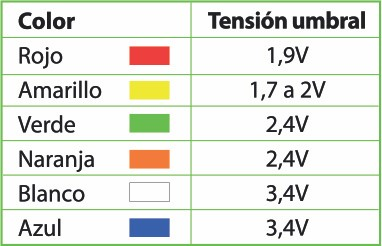 Color Tensión umbral
Rojo 1,9V
Amarillo 1,7 a 2V
Verde 2,4V
Naranja 2,4V
Blanco 3,4V
Azul 3,4V